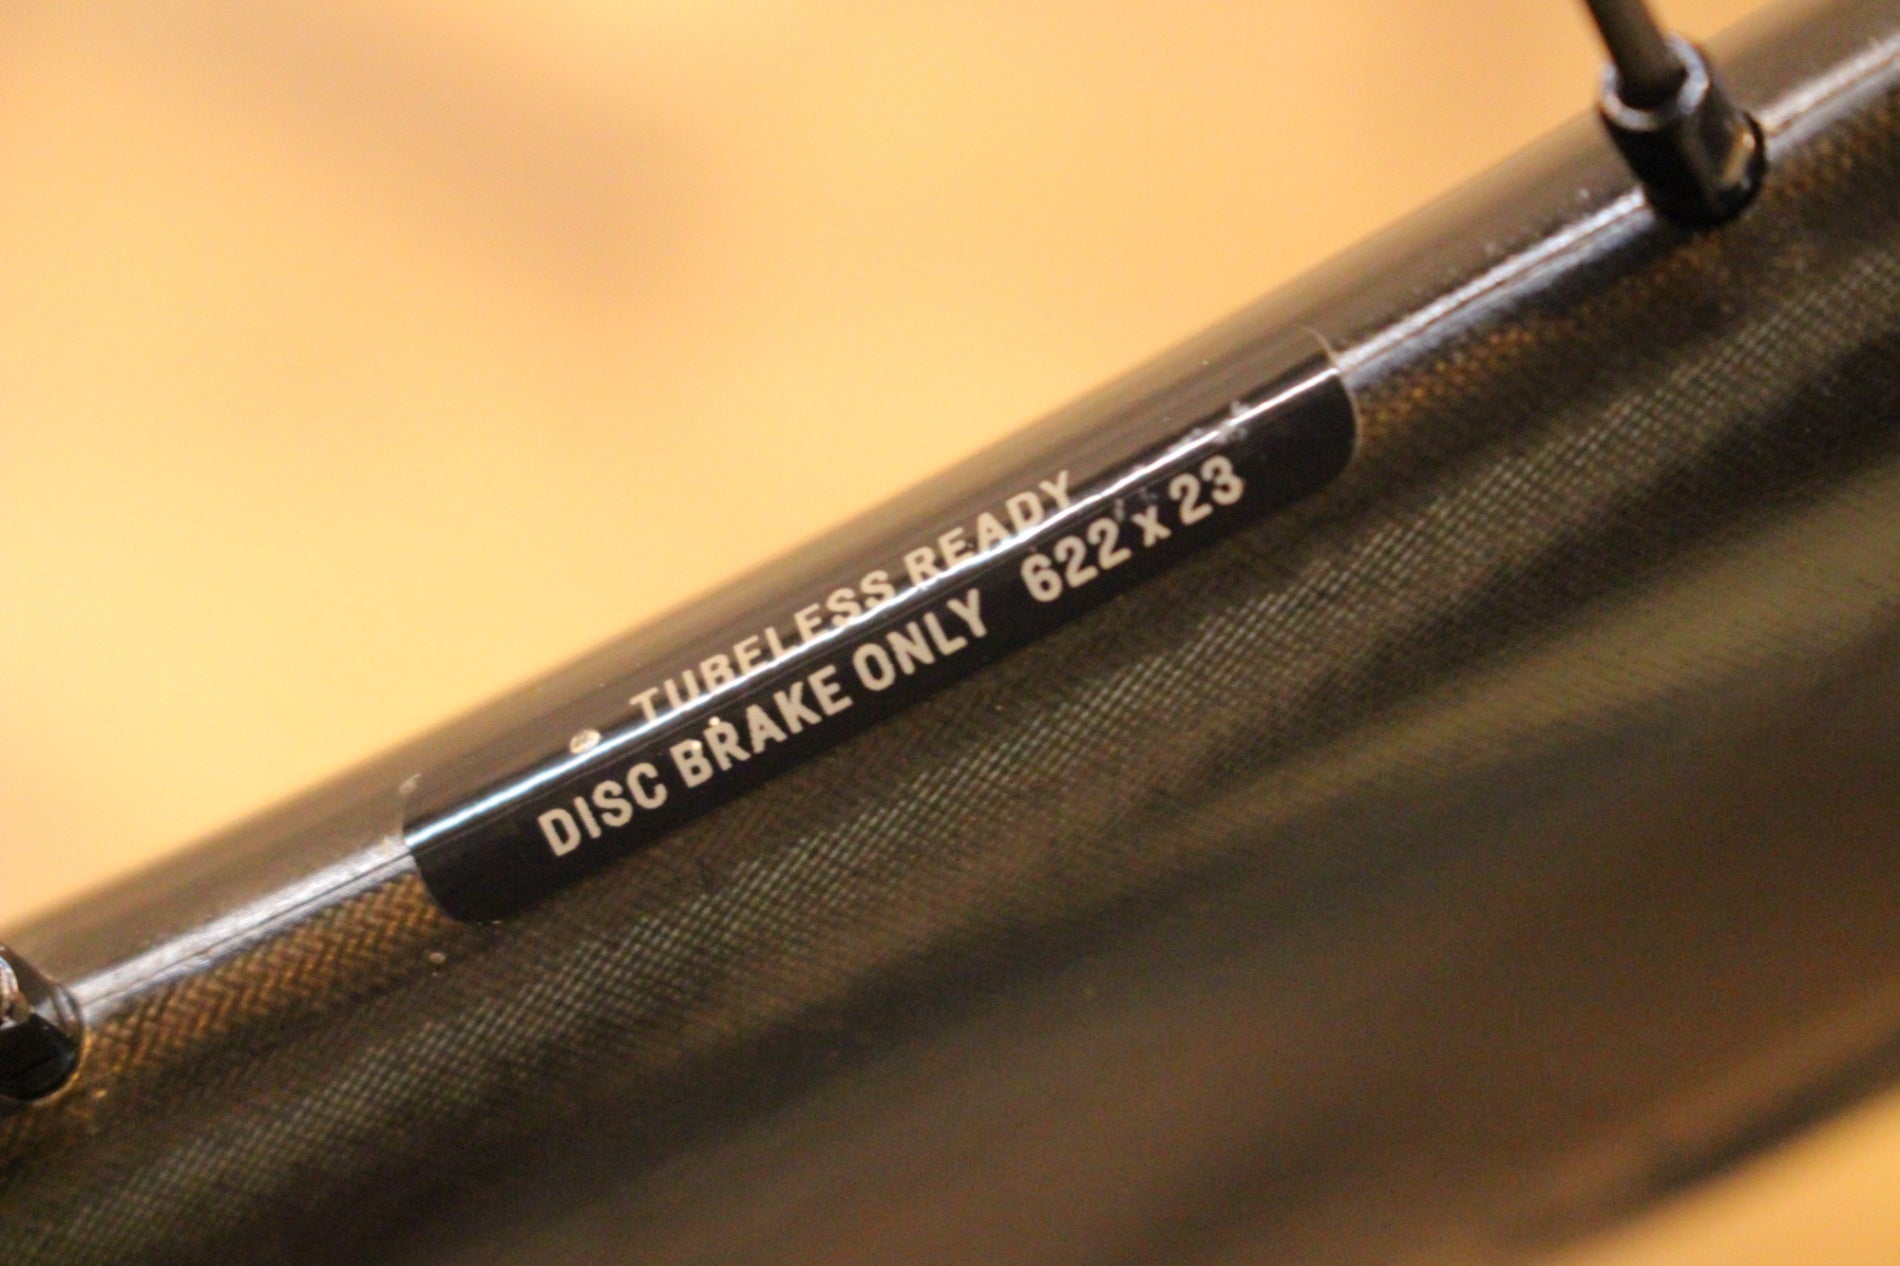 TUBELESS READY
DISC BRAKE ONLY 622 x 23